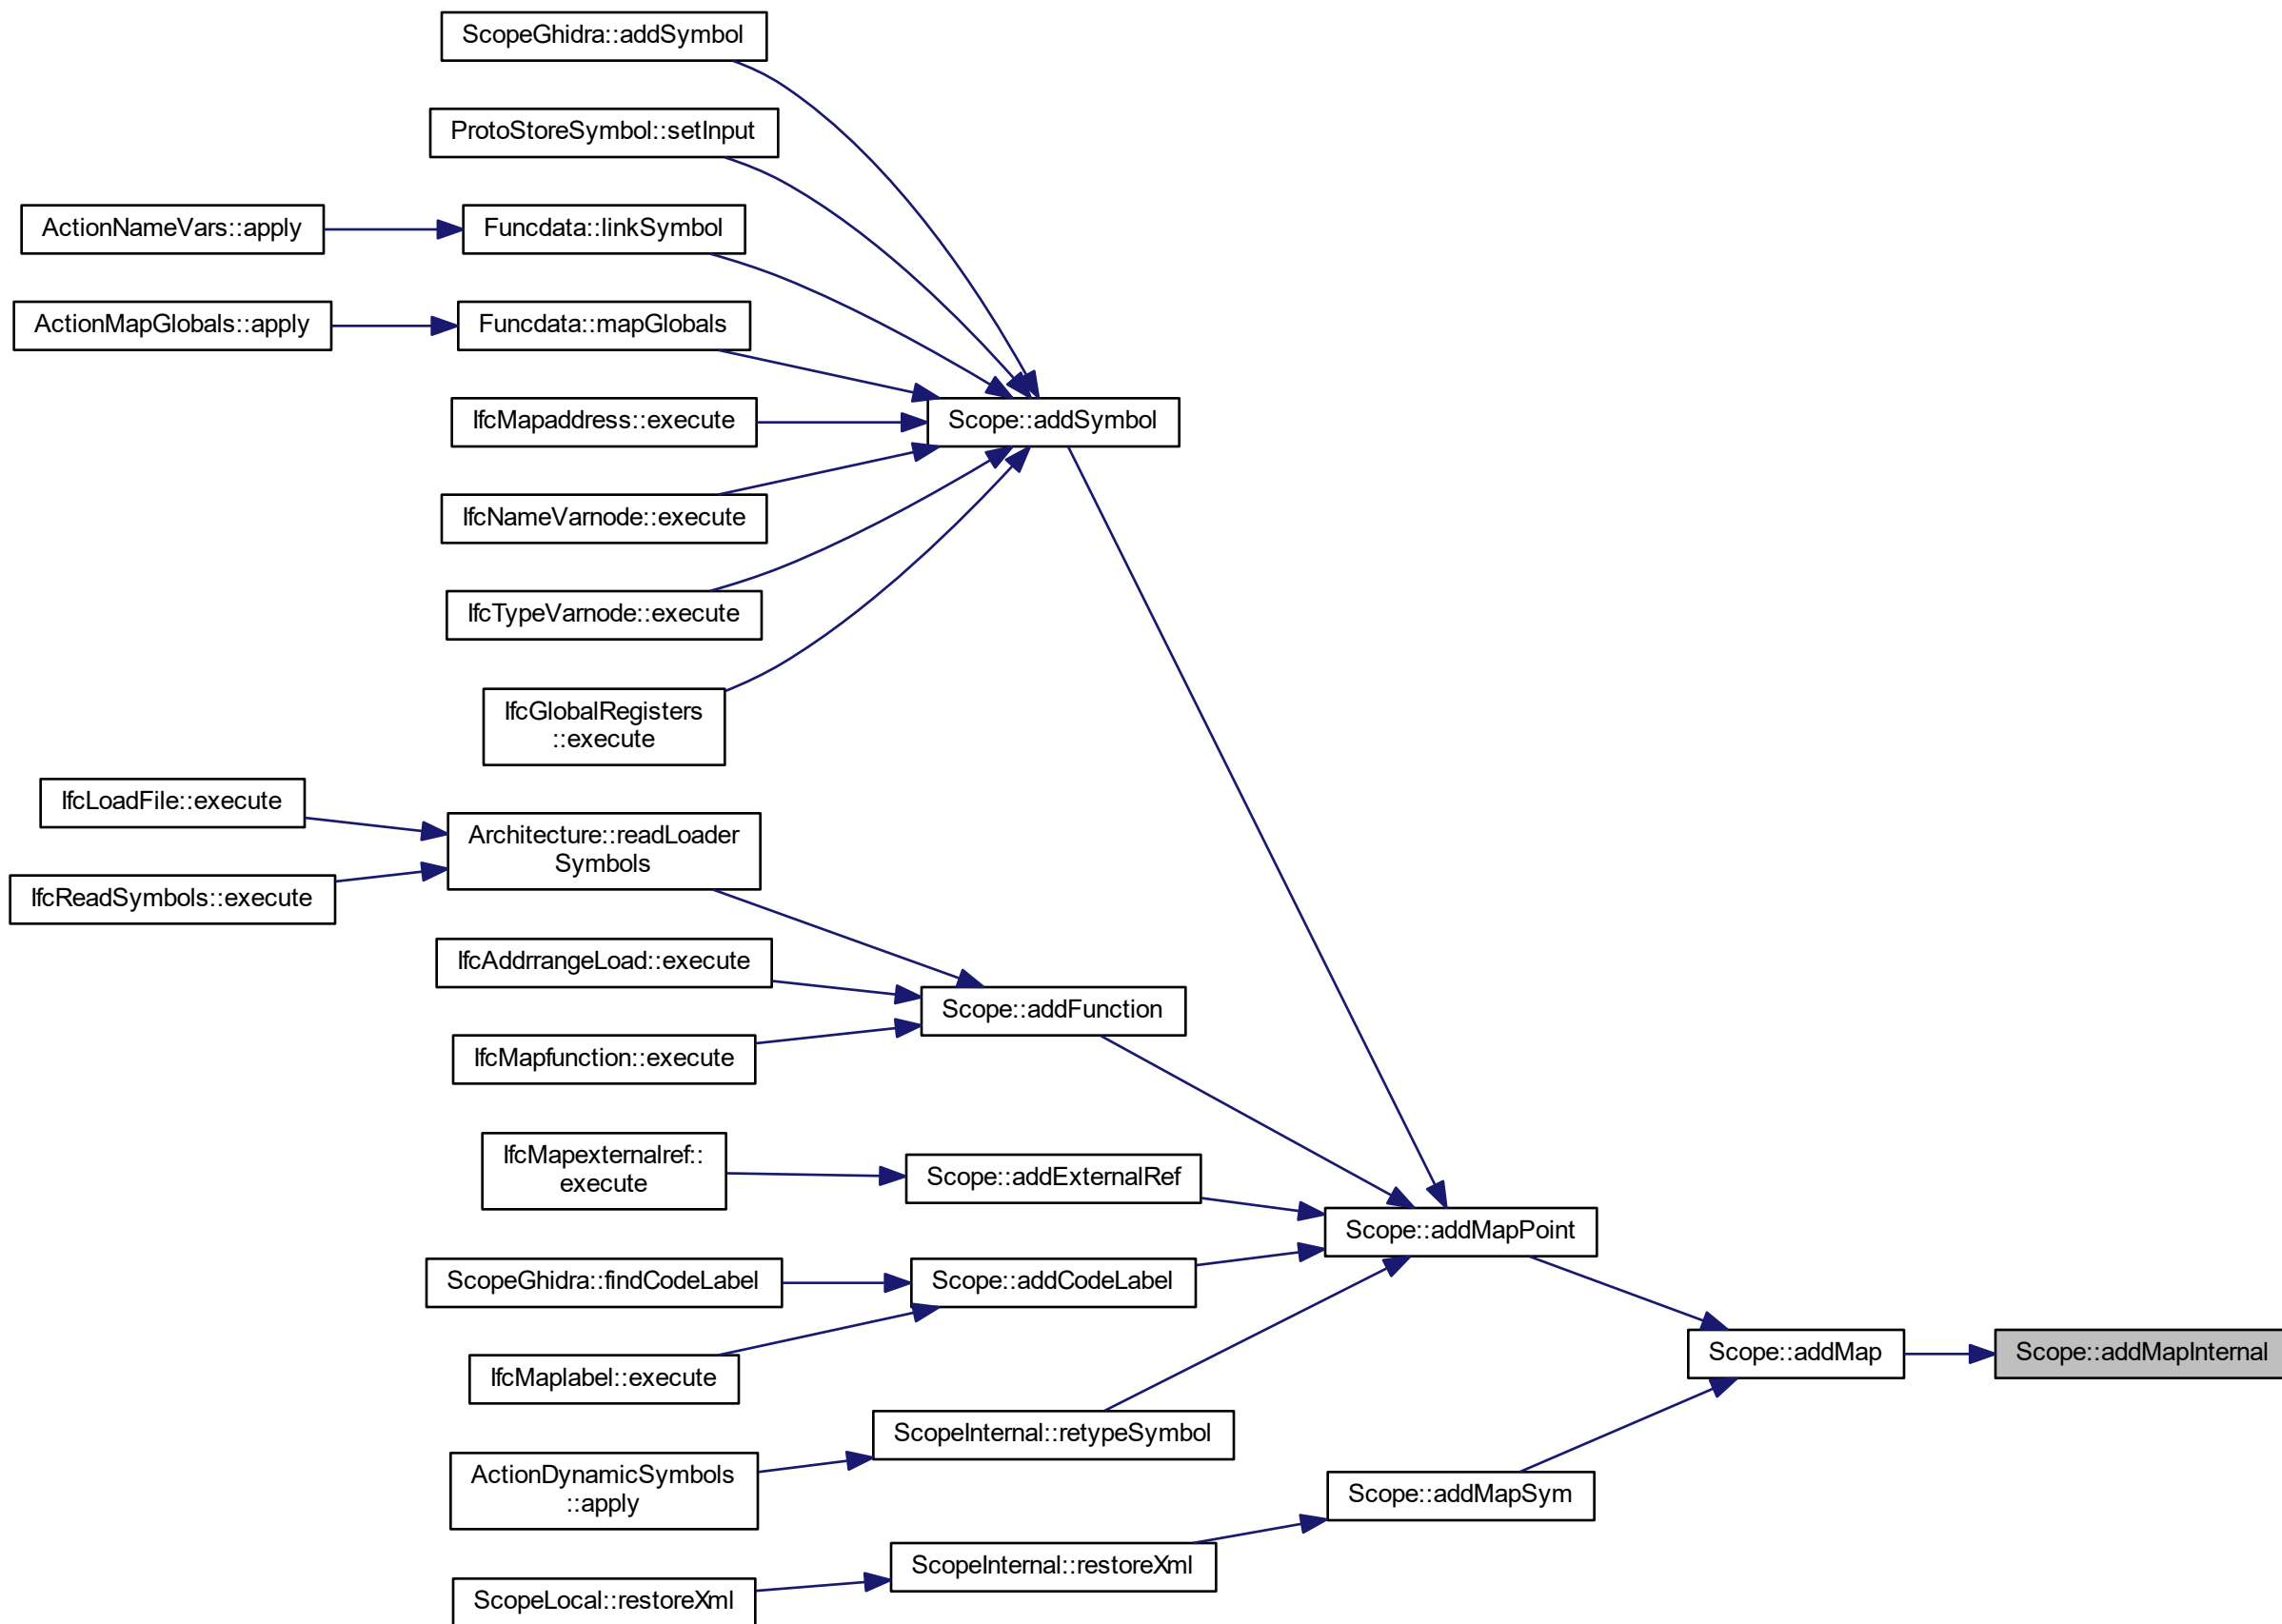 ScopeGhidra::addSymbol
ProtoStoreSymbol::setInput
ActionNameVars::apply
Funcdata::linkSymbol
ActionMapGlobals::apply
Funcdata::mapGlobals
IfcMapaddress::execute
Scope::addSymbol
IfcNameVarnode::execute
IfcTypeVarnode::execute
IfcGlobalRegisters
::execute
IfcLoadFile::execute
Architecture::readLoader
Symbols
IfcReadSymbols::execute
IfcAddrrangeLoad::execute
Scope::addFunction
IfcMapfunction::execute
IfcMapexternalref::
execute
Scope::addExternalRef
Scope::addMapPoint
ScopeGhidra::findCodeLabel
Scope::addCodeLabel
Scope::addMap
Scope::addMapInternal
IfcMaplabel::execute
ScopeInternal::retypeSymbol
ActionDynamicSymbols
::apply
Scope::addMapSym
ScopeInternal::restoreXml
ScopeLocal::restoreXml